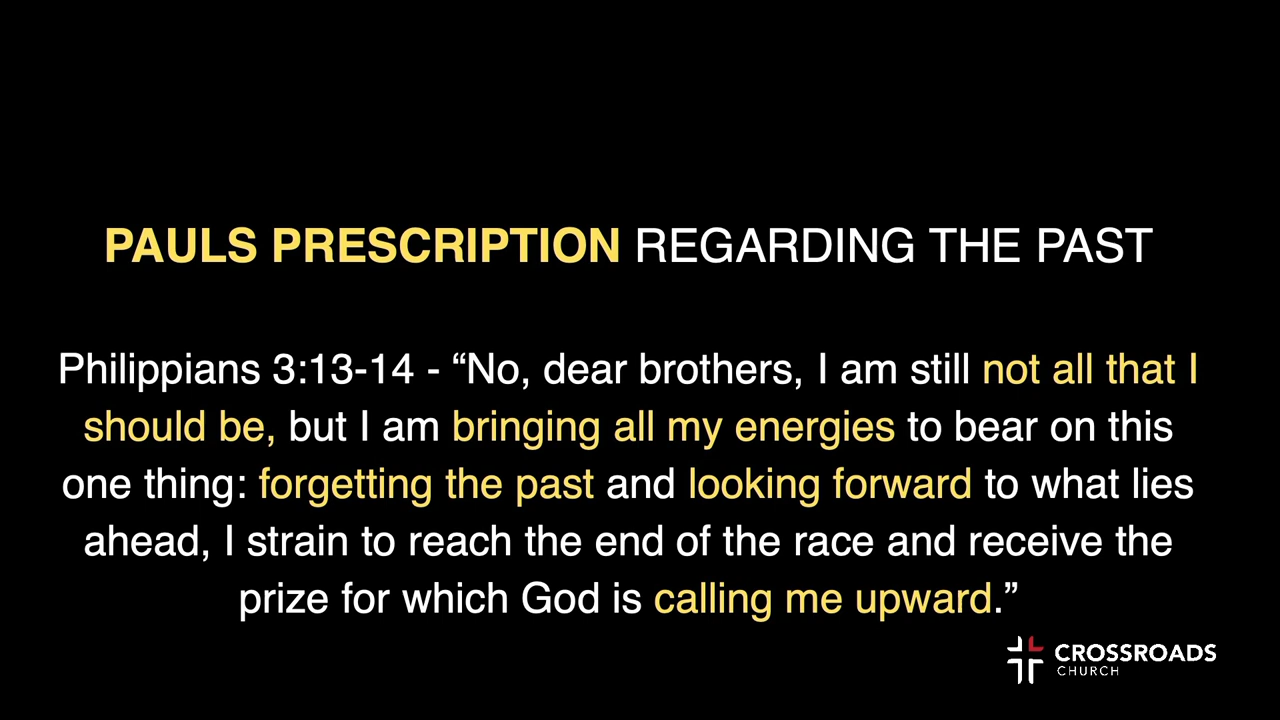 PAULS PRESCRIPTION REGARDING THE PAST
Philippians 3:13-14 - “No, dear brothers, I am still not all that I
should be, but I am bringing all my energies to bear on this
one thing: forgetting the past and looking forward to what lies
ahead, I strain to reach the end of the race and receive the
prize for which God is calling me upward.”
CROSSROADS
CHURCH